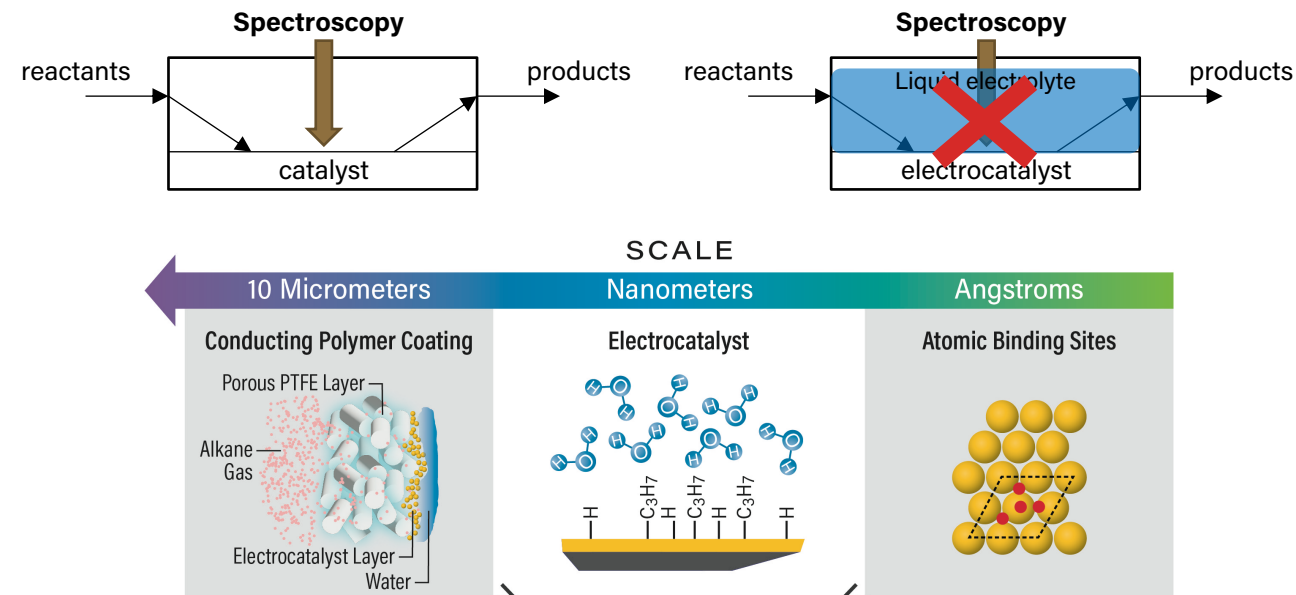 Spectroscopy
reactants
products
catalyst
Spectroscopy
reactants
Liquid electrolyte
products
electrocatalyst
SCALE
10 Micrometers
Nanometers
Angstroms
Conducting Polymer Coating
Porous PTFE Layer
Alkane
Gas
Electrocatalyst Layer
Water
Electrocatalyst
H O H
H O H
H O H
H O H
H O H
H O H
H O H
H
C3H7
H
C3H7
H
C3H7
H
Atomic Binding Sites